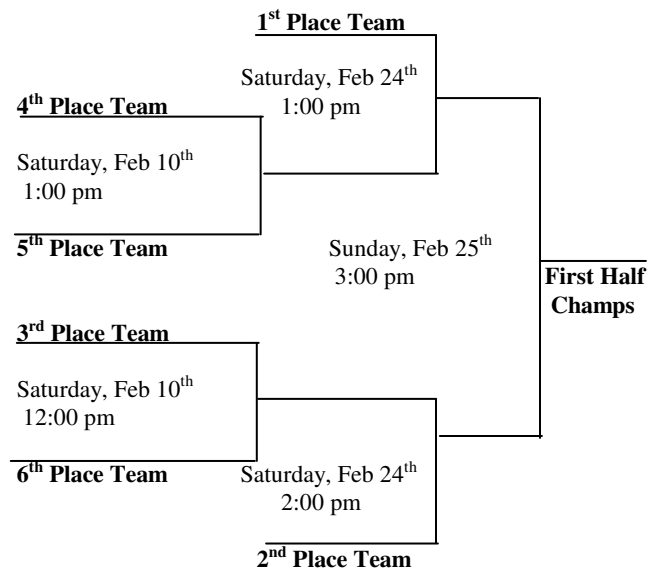 1st Place Team
Saturday, Feb 24th
1:00 pm
4th Place Team
Saturday, Feb 10th
1:00 pm
5th Place Team
Sunday, Feb 25th
3:00 pm
First Half
Champs
3rd Place Team
Saturday, Feb 10th
12:00 pm
6th Place Team
Saturday, Feb 24th
2:00 pm
2nd Place Team